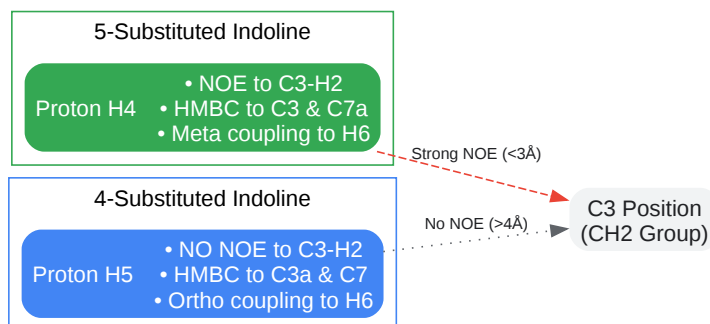 5-Substituted Indoline
Proton H4
• NOE to C3-H2
• HMBC to C3 & C7a
• Meta coupling to H6
Strong NOE (<3Å)
4-Substituted Indoline
Proton H5
• NO NOE to C3-H2
• HMBC to C3a & C7
• Ortho coupling to H6
No NOE (>4Å)
C3 Position
(CH2 Group)